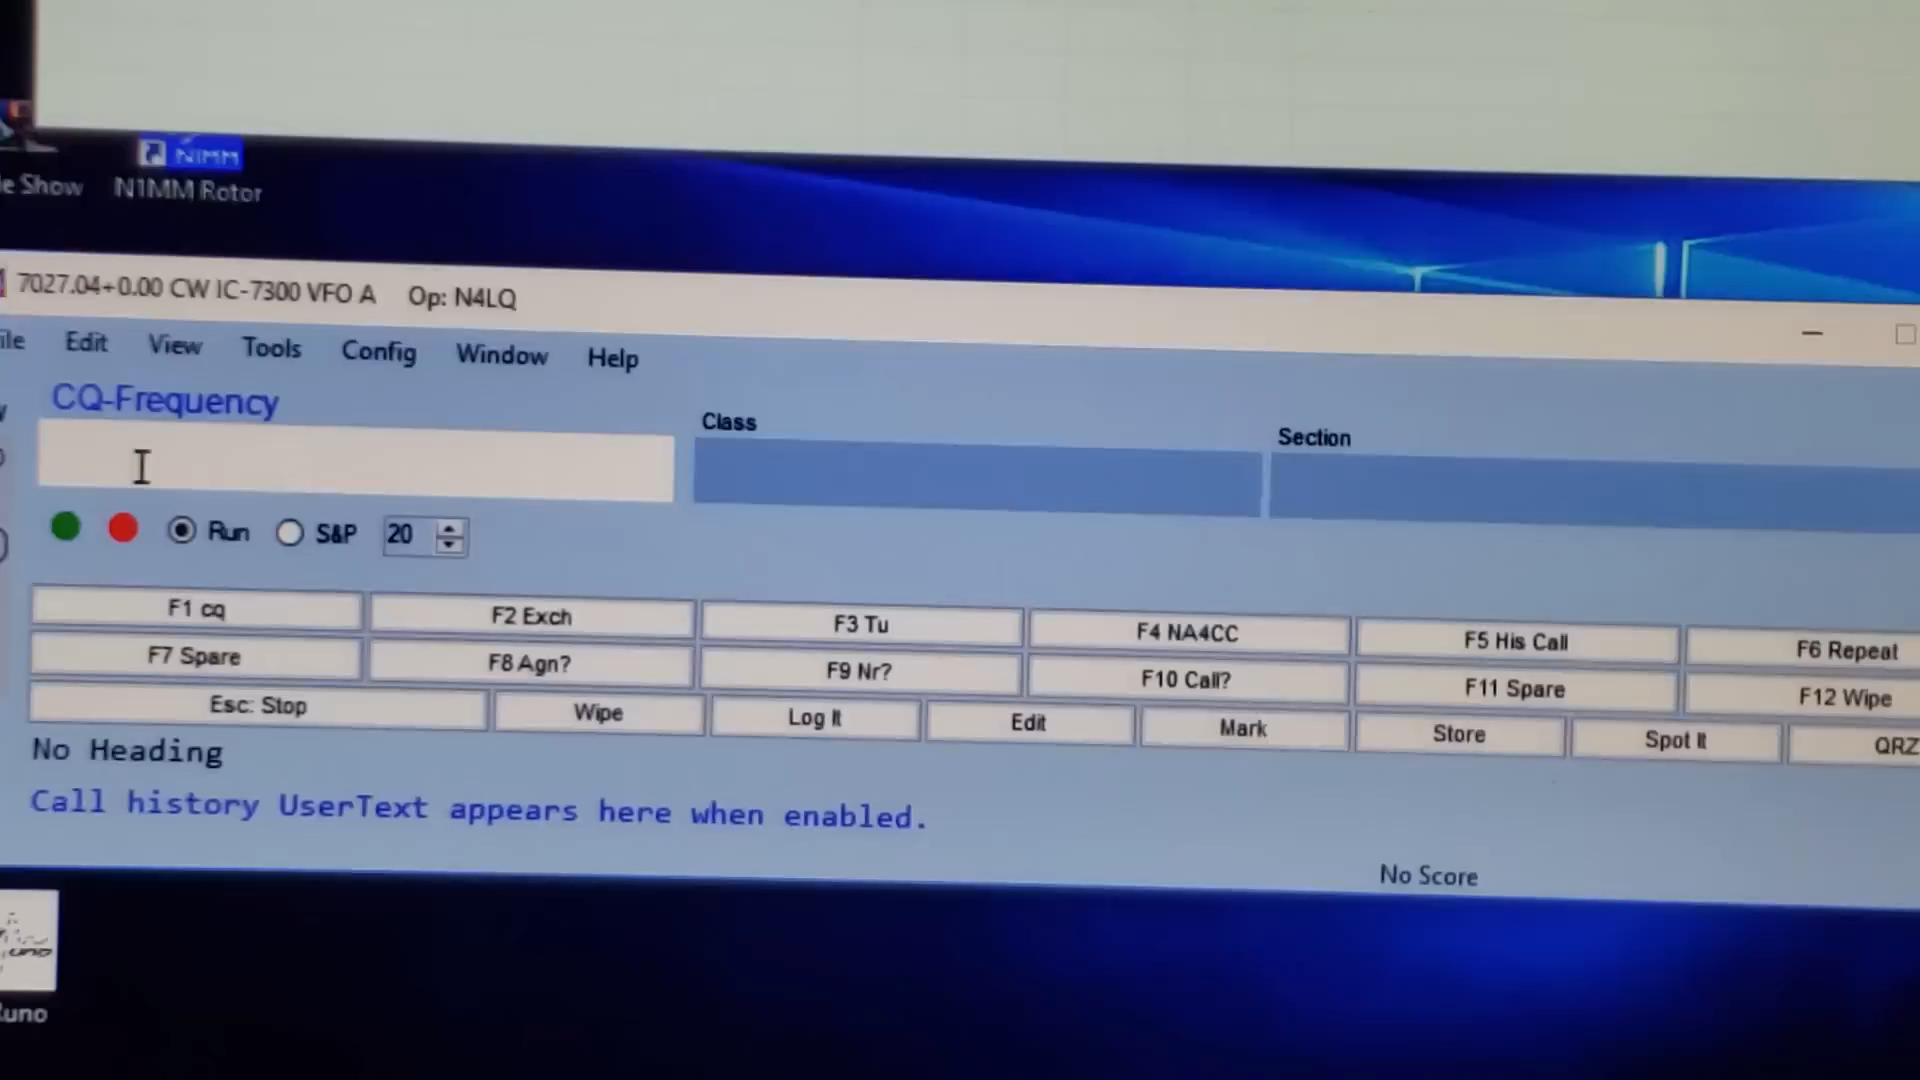 N1MM
e Show
N1MM Rotor
7027.04+0.00 CW IC-7300 VFO A Op: N4LQ
ile Edit View Tools Config Window Help
CQ-Frequency
Class
Section
Run
S&P
20
F1 cq
F2 Exch
F3 Tu
F4 NA4CC
F5 His Call
F6 Repeat
F7 Spare
F8 Agn?
F9 Nr?
F10 Call?
F11 Spare
F12 Wipe
Esc: Stop
Wipe
Log It
Edit
Mark
Store
Spot It
QRZ
No Heading
Call history UserText appears here when enabled.
No Score
uno